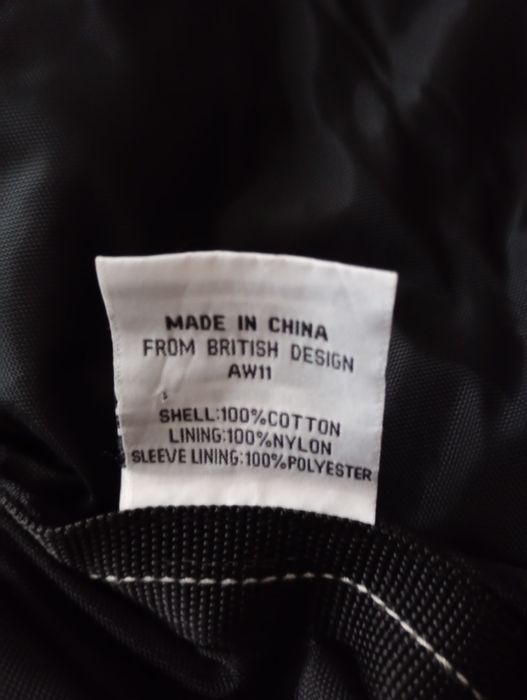 MADE IN CHINA
FROM BRITISH DESIGN
AW11
SHELL:100%COTTON
LINING:100%NYLON
SLEEVE LINING:100%POLYESTER